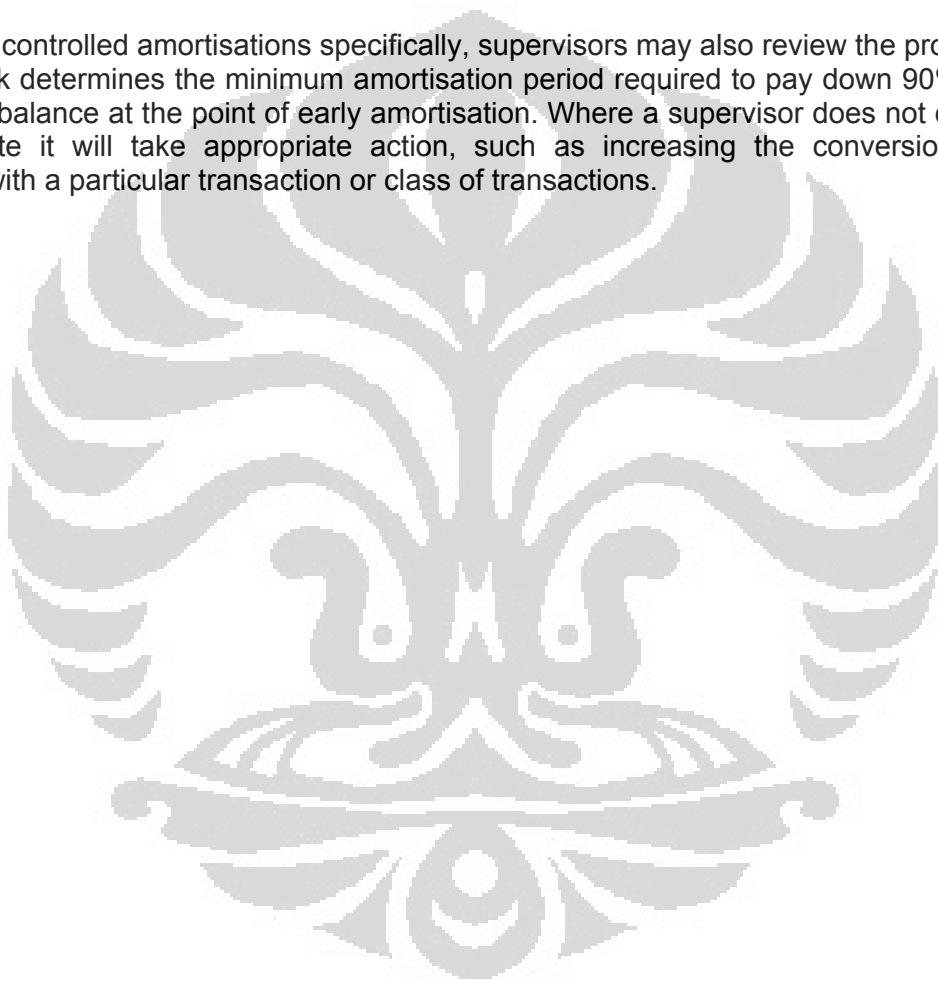 controlled amortisations specifically, supervisors may also review the pro
k determines the minimum amortisation period required to pay down 90
balance at the point of early amortisation. Where a supervisor does not
te it will take appropriate action, such as increasing the conversio
with a particular transaction or class of transactions.